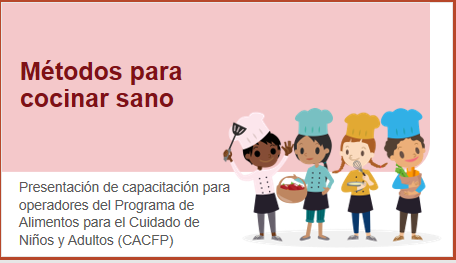 Métodos para
cocinar sano
Presentación de capacitación para
operadores del Programa de
Alimentos para el Cuidado de
Niños y Adultos (CACFP)